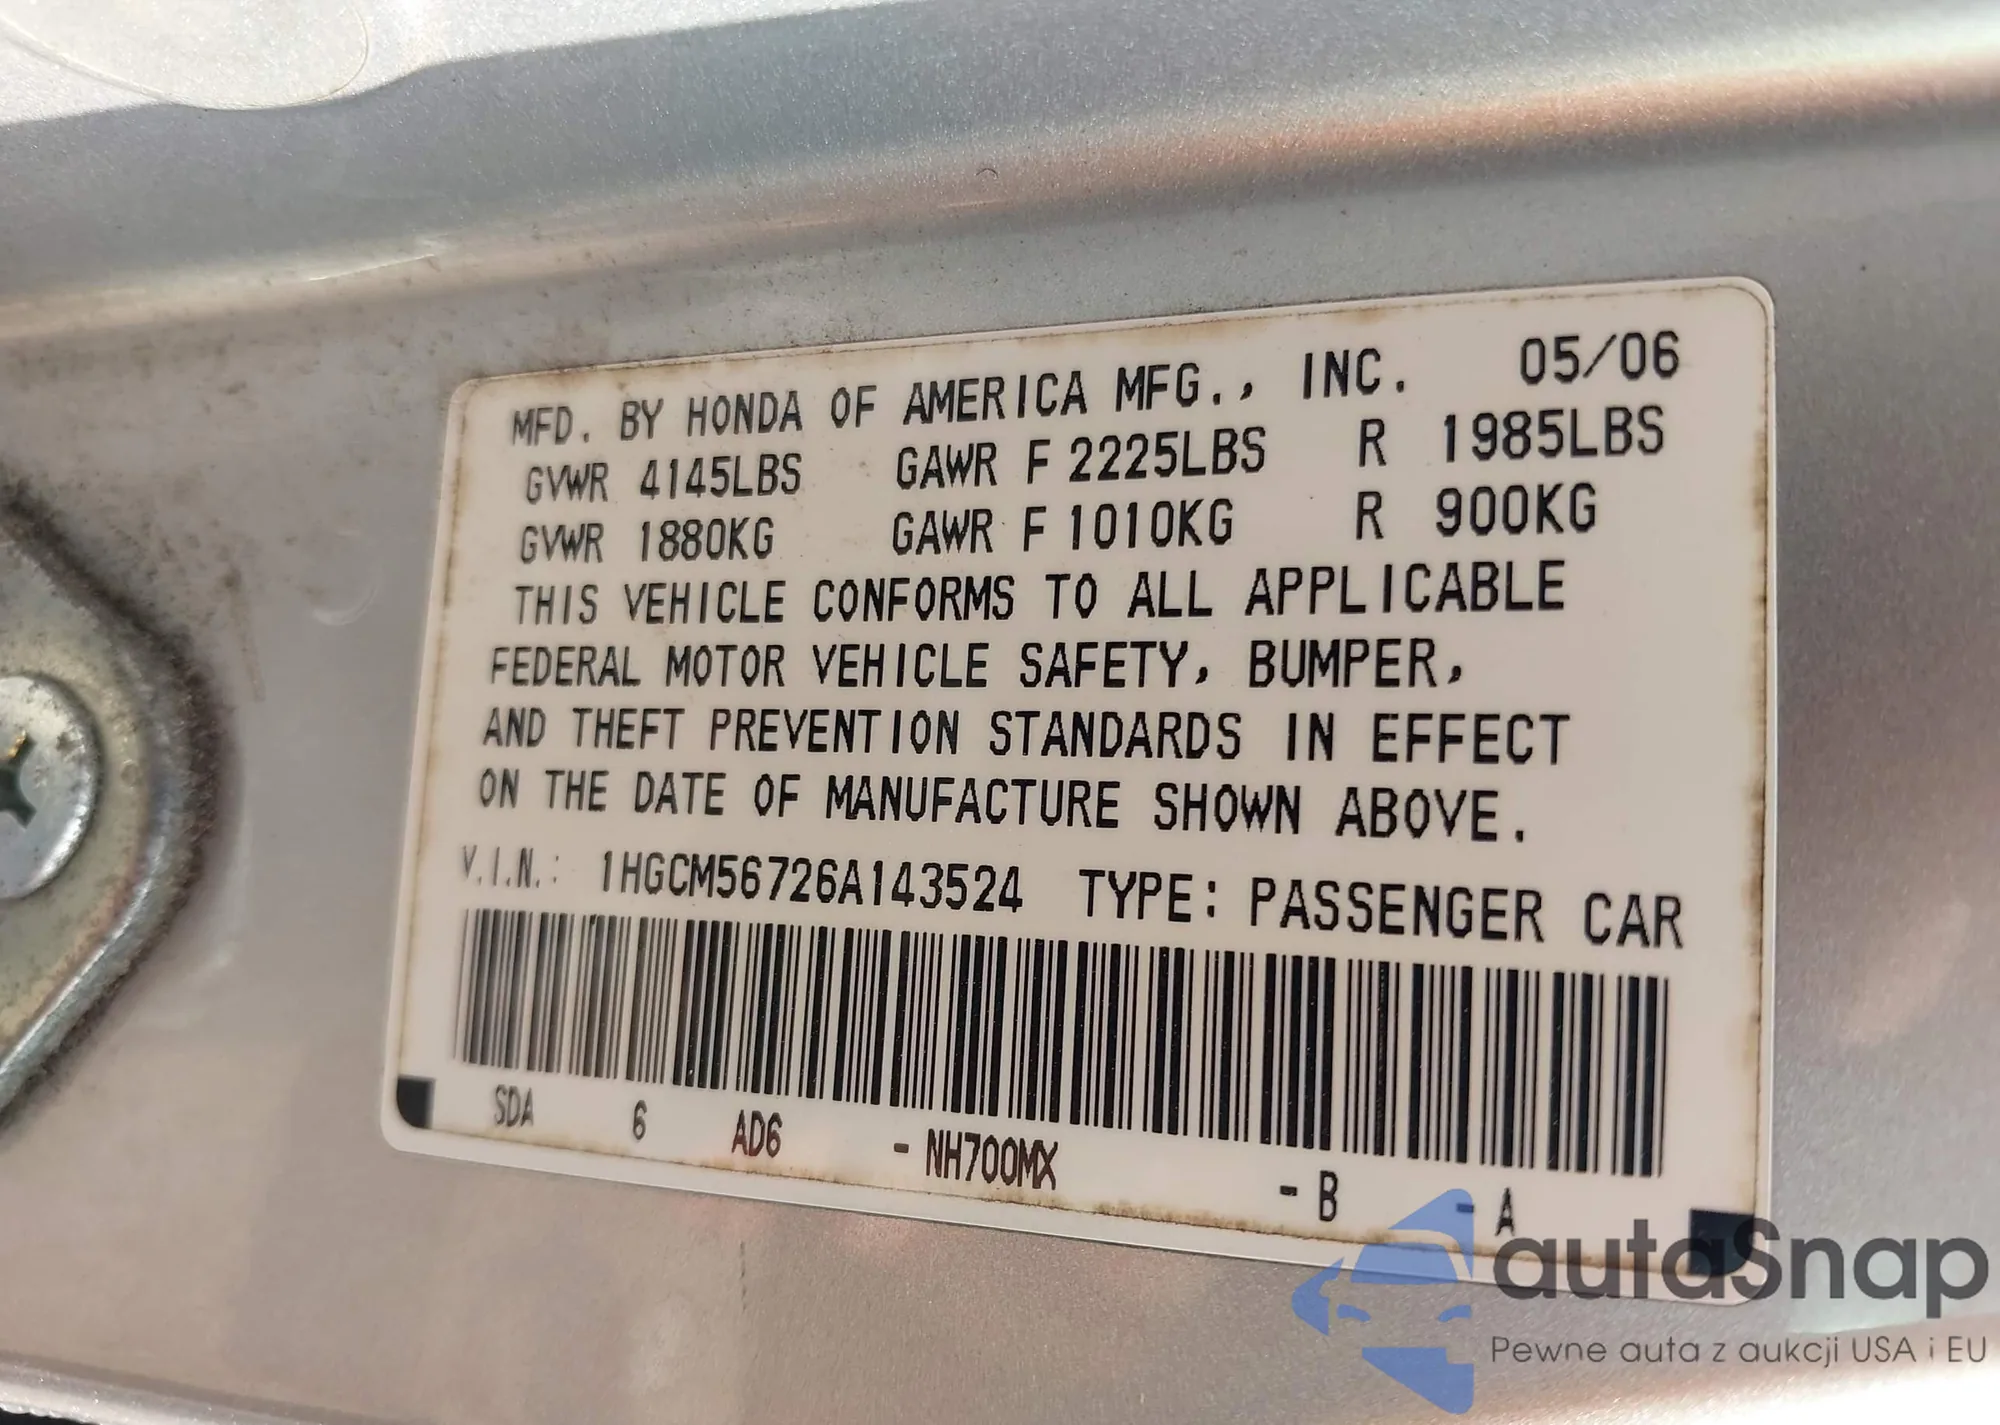 MFD. BY HONDA OF AMERICA MFG., INC. 05/06
GVWR 4145LBS GAWR F 2225LBS R 1985LBS
GVWR 1880KG GAWR F 1010KG R 900KG
THIS VEHICLE CONFORMS TO ALL APPLICABLE
FEDERAL MOTOR VEHICLE SAFETY, BUMPER,
AND THEFT PREVENTION STANDARDS IN EFFECT
ON THE DATE OF MANUFACTURE SHOWN ABOVE.
V.I.N.: 1HGCM56726A143524 TYPE: PASSENGER CAR
SDA 6 AD6 - NH700MX - B - A
autaSnap
Pewne auta z aukcji USA i EU